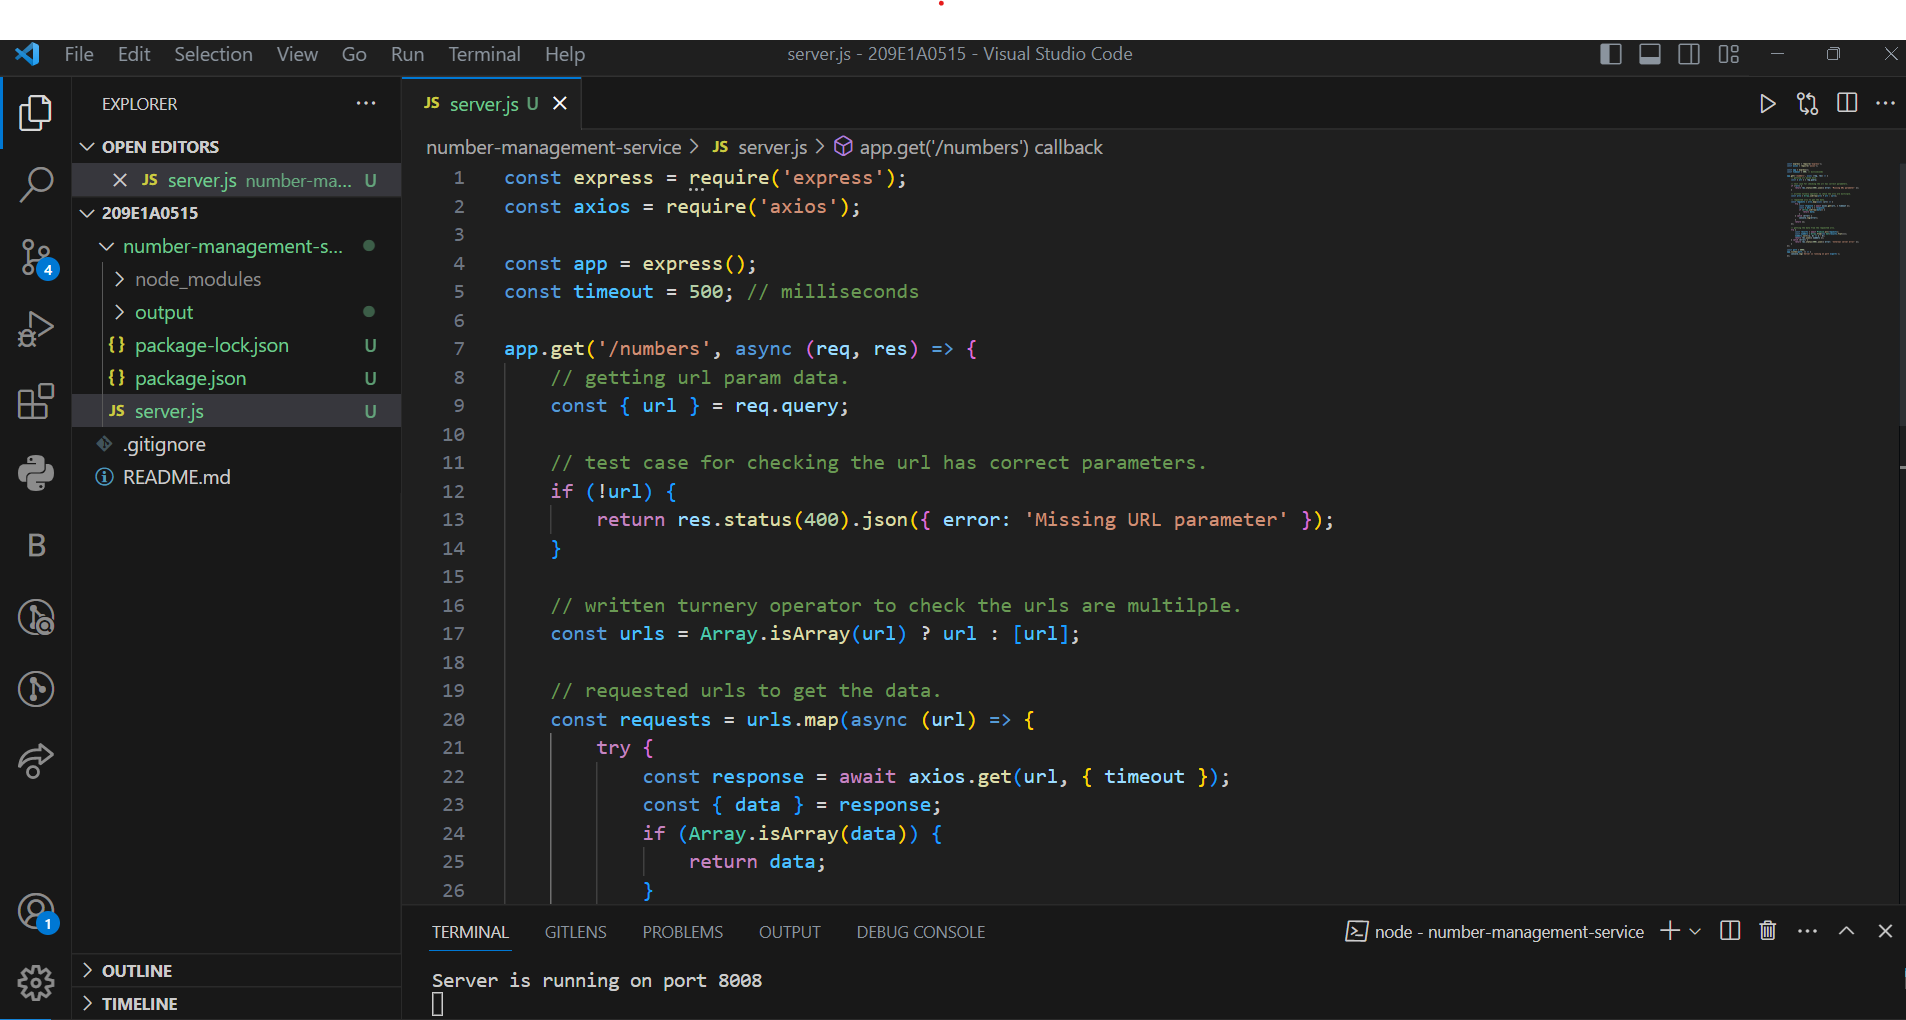 File Edit Selection View Go Run Terminal Help server.js - 209E1A0515 - Visual Studio Code
EXPLORER
OPEN EDITORS
JS server.js number-ma... U
209E1A0515
number-management-s...
node_modules
output
{} package-lock.json U
{} package.json U
JS server.js U
.gitignore
README.md
OUTLINE
TIMELINE
4
B
1
JS server.js U
number-management-service > JS server.js > app.get('/numbers') callback
1 const express = require('express');
2 const axios = require('axios');
3
4 const app = express();
5 const timeout = 500; // milliseconds
6
7 app.get('/numbers', async (req, res) => {
8 // getting url param data.
9 const { url } = req.query;
10
11 // test case for checking the url has correct parameters.
12 if (!url) {
13 return res.status(400).json({ error: 'Missing URL parameter' });
14 }
15
16 // written turnery operator to check the urls are multilple.
17 const urls = Array.isArray(url) ? url : [url];
18
19 // requested urls to get the data.
20 const requests = urls.map(async (url) => {
21 try {
22 const response = await axios.get(url, { timeout });
23 const { data } = response;
24 if (Array.isArray(data)) {
25 return data;
26 }
TERMINAL GITLENS PROBLEMS OUTPUT DEBUG CONSOLE node - number-management-service
Server is running on port 8008